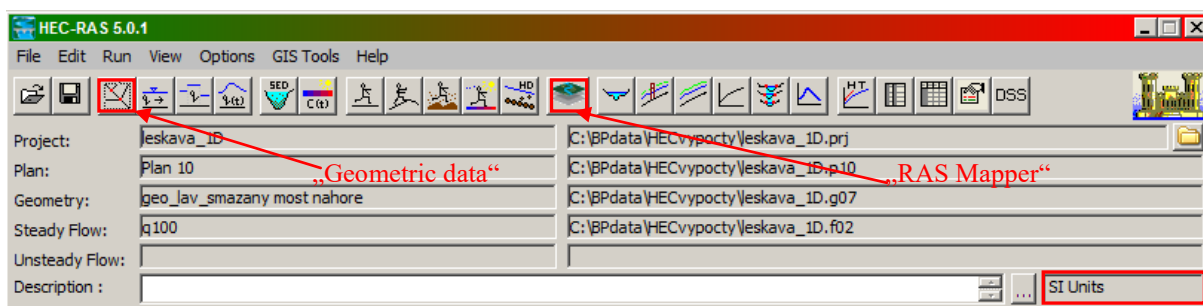 HEC-RAS 5.0.1
File Edit Run View Options GIS Tools Help
SED C(t) HD HT DSS
Project: leskava_1D C:\BPdata\HECvypocty\leskava_1D.prj
Plan: Plan 10 C:\BPdata\HECvypocty\leskava_1D.p10
„Geometric data“ „RAS Mapper“
Geometry: geo_lav_smazany most nahore C:\BPdata\HECvypocty\leskava_1D.g07
Steady Flow: q100 C:\BPdata\HECvypocty\leskava_1D.f02
Unsteady Flow:
Description : ... SI Units